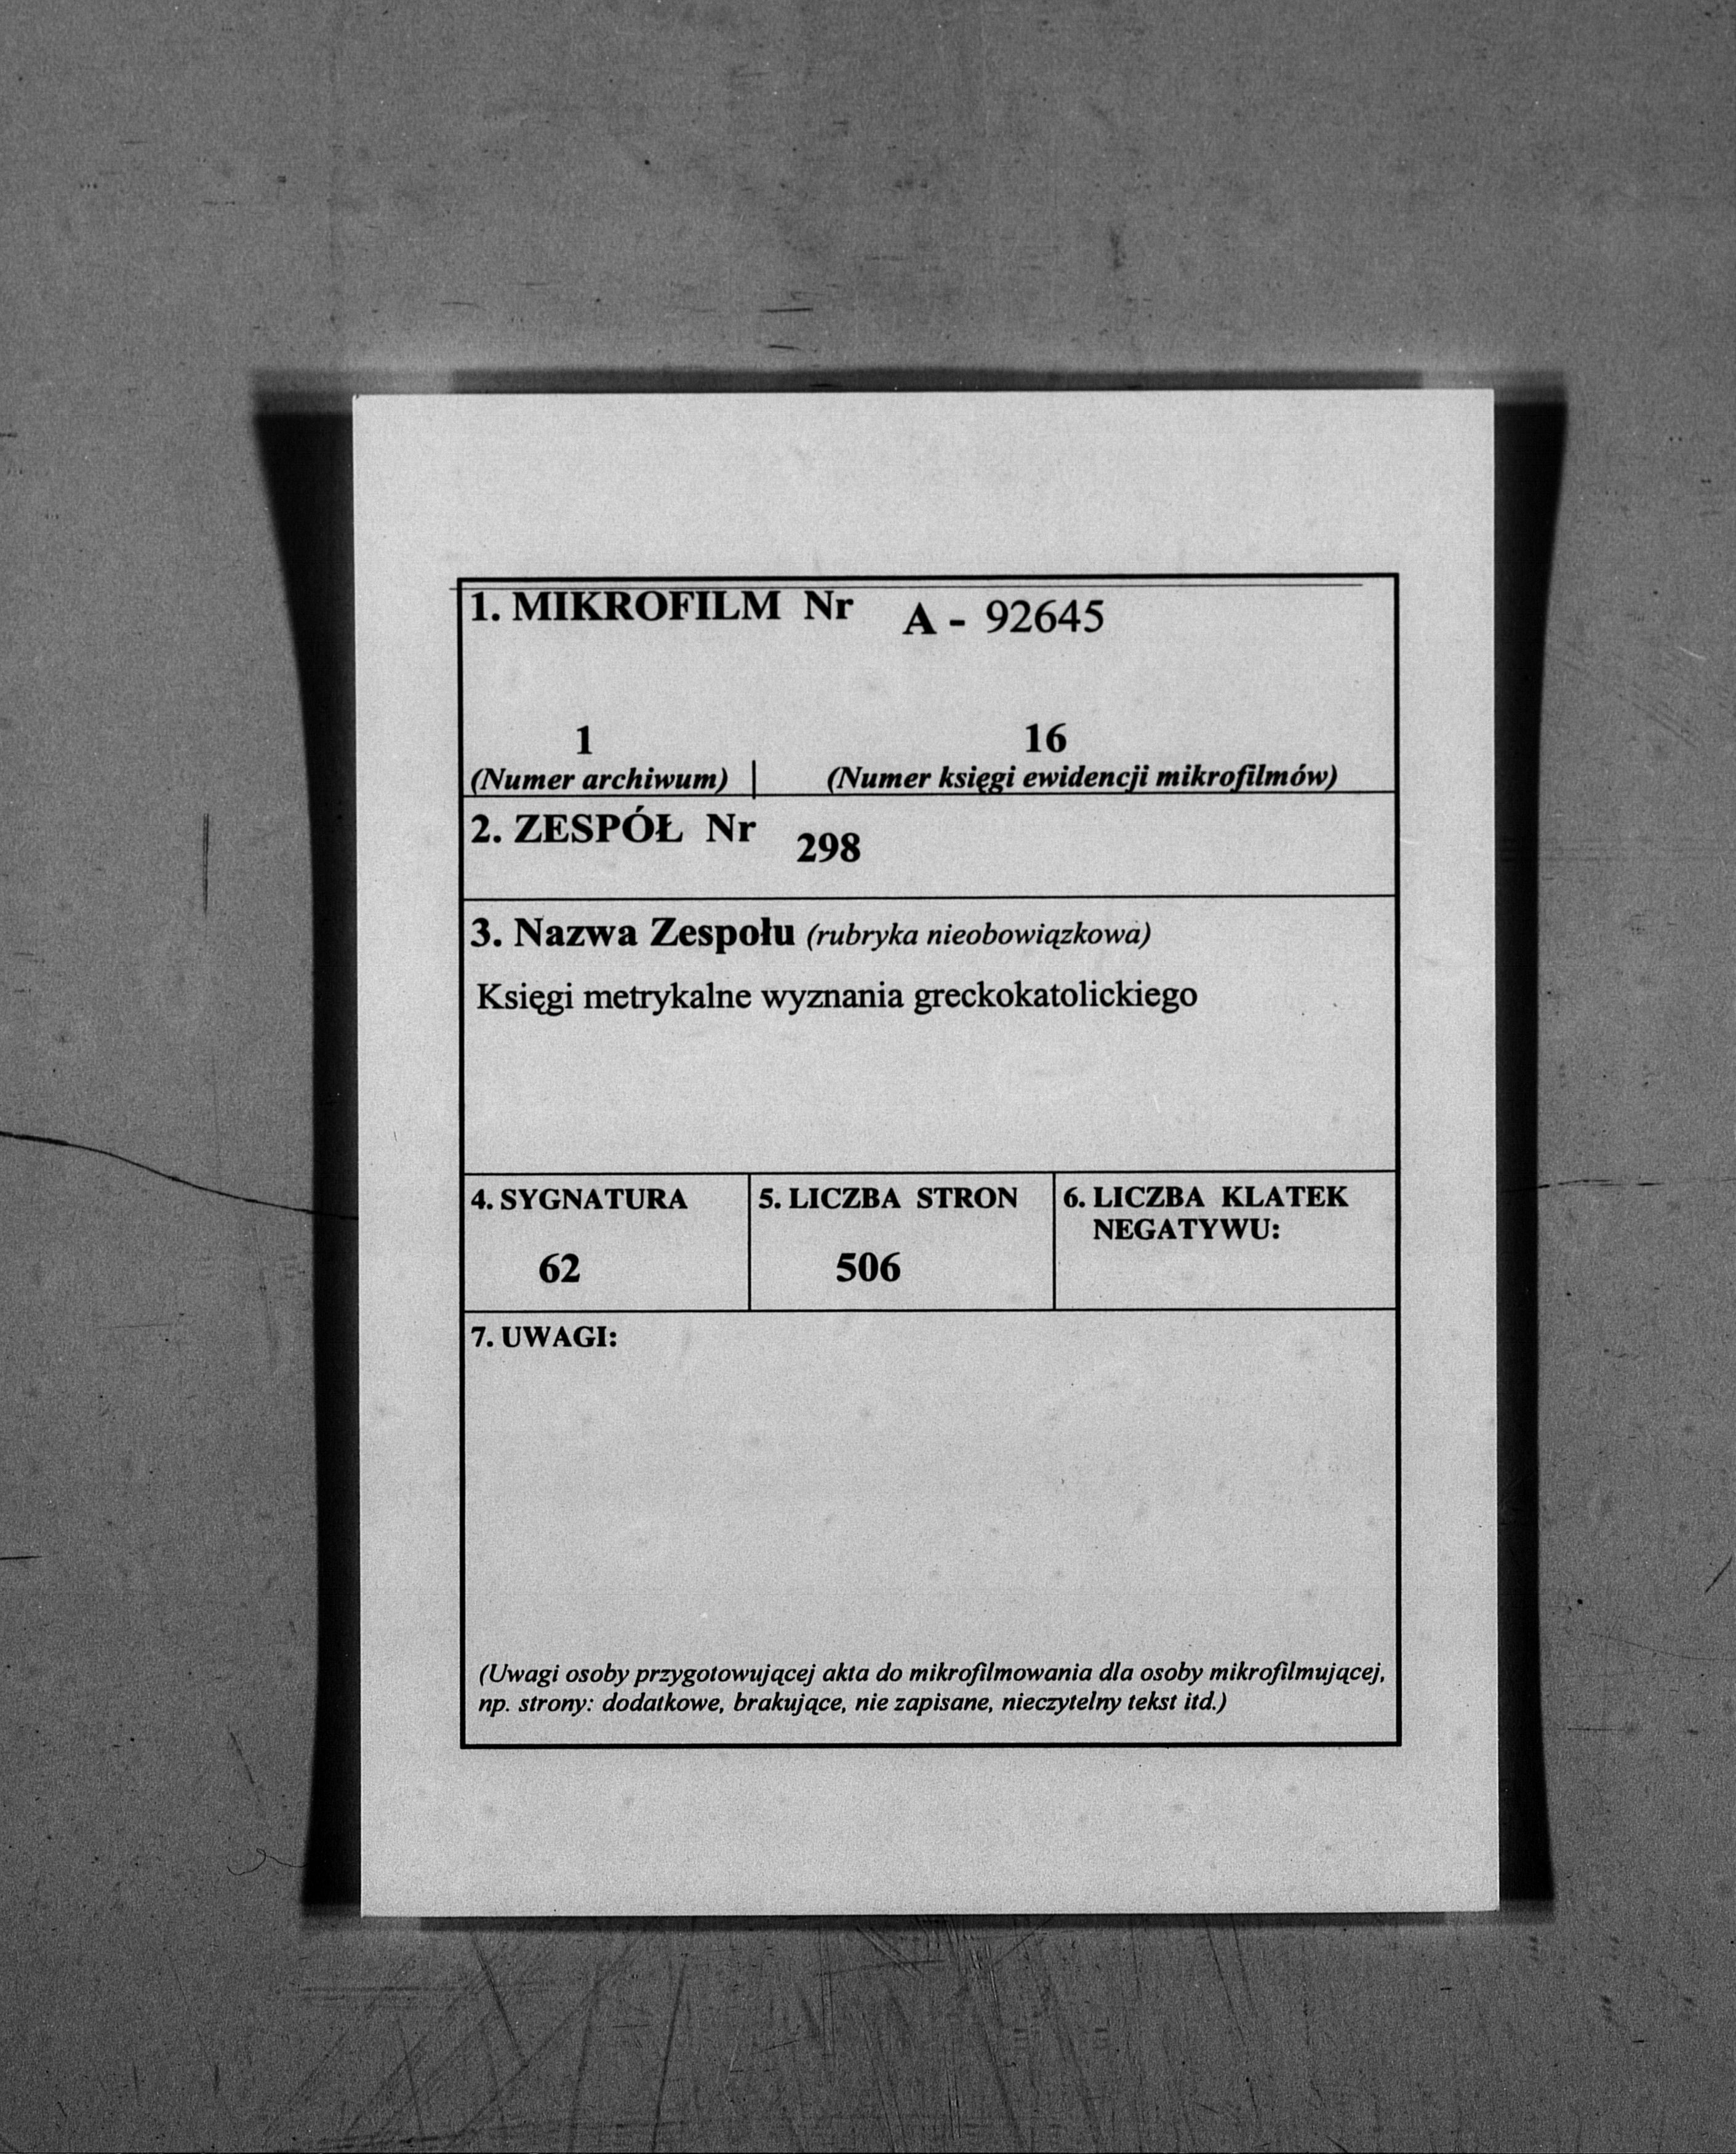 1. MIKROFILM Nr A - 92645
1 16
(Numer archiwum) (Numer księgi ewidencji mikrofilmów)
2. ZESPÓŁ Nr 298
3. Nazwa Zespołu (rubryka nieobowiązkowa)
Księgi metrykalne wyznania greckokatolickiego
4. SYGNATURA 5. LICZBA STRON 6. LICZBA KLATEK
NEGATYWU:
62 506
7. UWAGI:
(Uwagi osoby przygotowującej akta do mikrofilmowania dla osoby mikrofilmującej,
np. strony: dodatkowe, brakujące, nie zapisane, nieczytelny tekst itd.)